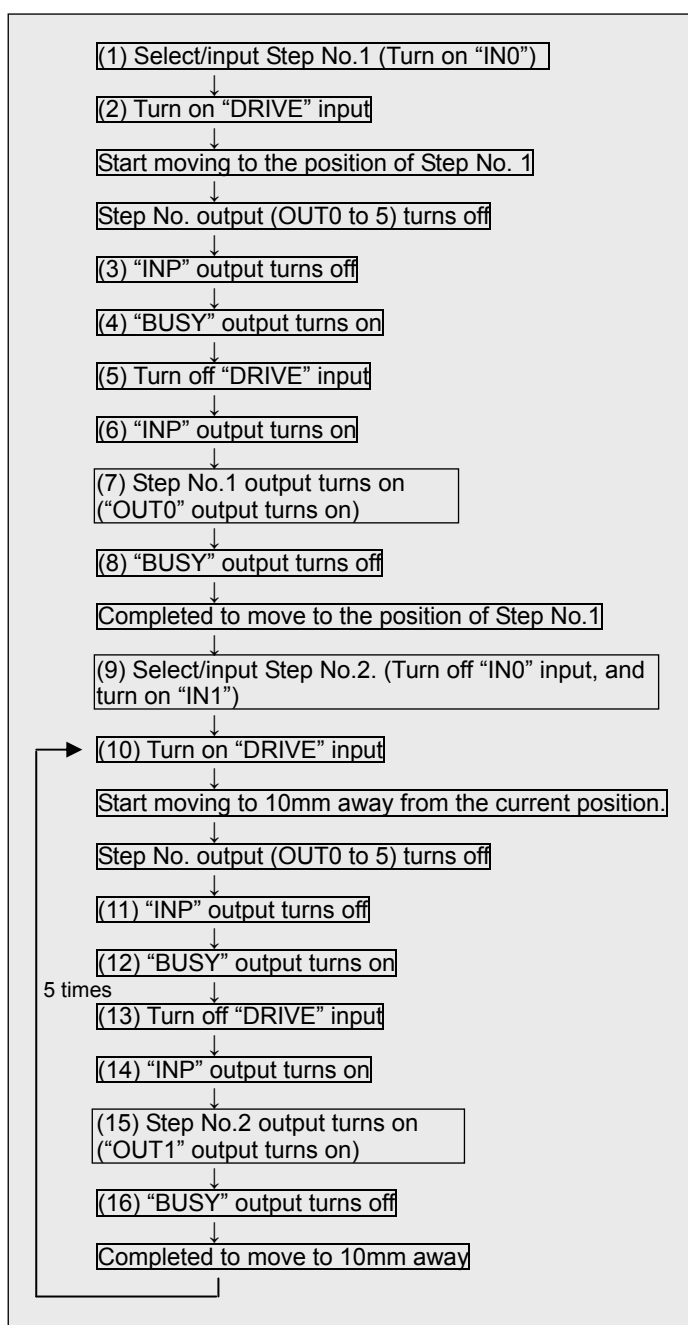 (1) Select/input Step No.1 (Turn on “IN0”)
↓
(2) Turn on “DRIVE” input
↓
Start moving to the position of Step No. 1
↓
Step No. output (OUT0 to 5) turns off
↓
(3) “INP” output turns off
↓
(4) “BUSY” output turns on
↓
(5) Turn off “DRIVE” input
↓
(6) “INP” output turns on
↓
(7) Step No.1 output turns on
(“OUT0” output turns on)
↓
(8) “BUSY” output turns off
↓
Completed to move to the position of Step No.1
↓
(9) Select/input Step No.2. (Turn off “IN0” input, and
turn on “IN1”)
↓
(10) Turn on “DRIVE” input
↓
Start moving to 10mm away from the current position.
↓
Step No. output (OUT0 to 5) turns off
↓
(11) “INP” output turns off
↓
(12) “BUSY” output turns on
↓
5 times
(13) Turn off “DRIVE” input
↓
(14) “INP” output turns on
↓
(15) Step No.2 output turns on
(“OUT1” output turns on)
↓
(16) “BUSY” output turns off
↓
Completed to move to 10mm away